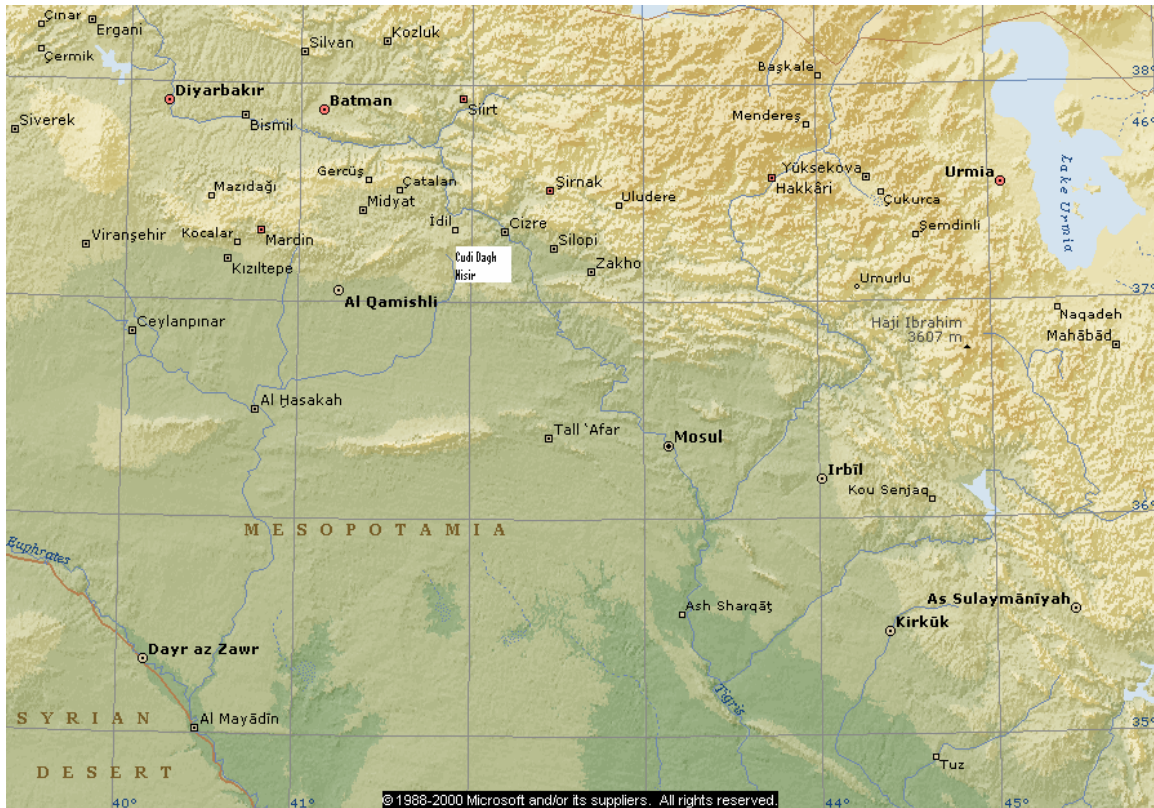 Çınar
Ergani
Kozluk
Silvan
Çermik
Başkale
38°
Diyarbakır
Batman
Siirt
46°
Siverek
Bismil
Mendereş
Gercüş
Çatalan
Şirnak
Yüksekova
Urmia
Lake Urmia
Mazıdağı
Hakkâri
Midyat
Uludere
Çukurca
Viranşehir
Kocalar
Mardin
İdil
Cizre
Şemdinli
Kızıltepe
Cudi Dagh
Nisir
Silopi
Zakho
Umurlu
Al Qamishli
37°
Ceylanpınar
Haji Ibrahim
3607 m
Naqadeh
Mahābād
Al Ḩasakah
Tall `Afar
Mosul
Irbīl
Kou Senjaq
36°
MESOPOTAMIA
Euphrates
As Sulaymānīyah
Ash Sharqāţ
Kirkūk
Dayr az Zawr
Tigris
SYRIAN
DESERT
Al Mayādīn
35°
Tuz
40°
41°
44°
45°
© 1988-2000 Microsoft and/or its suppliers. All rights reserved.